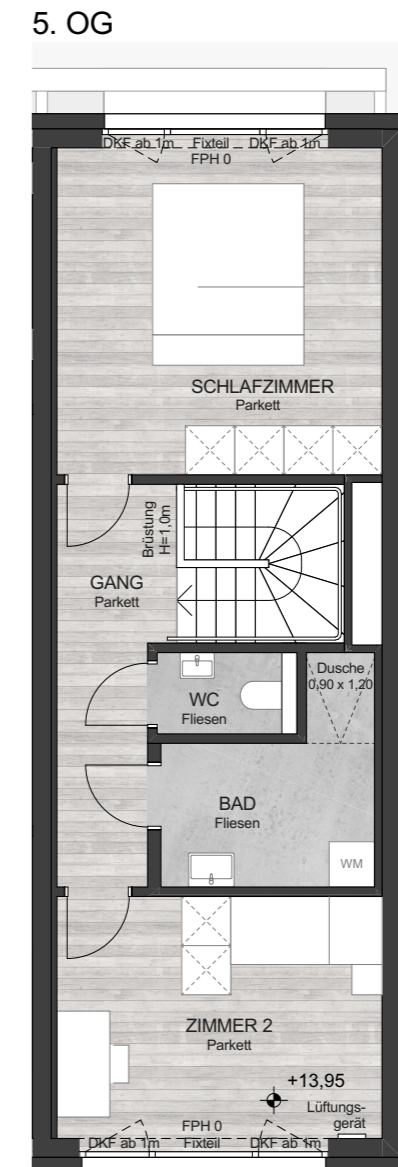 5. OG
DKF ab 1m Fixteil DKF ab 1m
FPH 0
SCHLAFZIMMER
Parkett
Brüstung
H=1,0m
GANG
Parkett
WC
Fliesen
Dusche
0,90 x 1,20
BAD
Fliesen
WM
ZIMMER 2
Parkett
+13,95
Lüftungs-
gerät
FPH 0
DKF ab 1m Fixteil DKF ab 1m